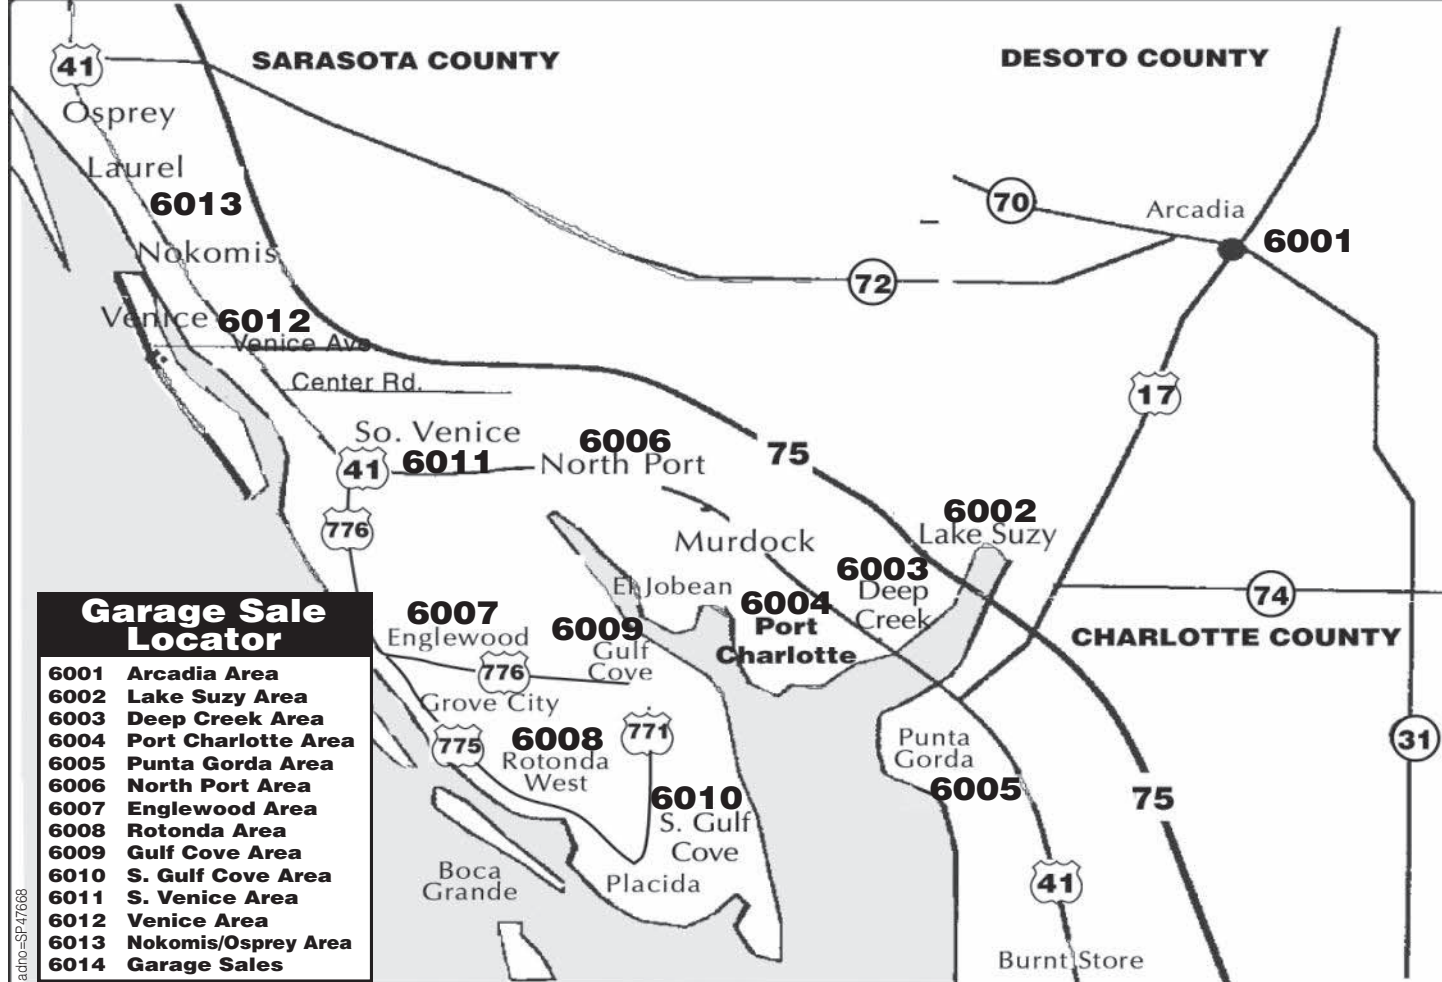 SARASOTA COUNTY
DESOTO COUNTY
41
Osprey
Laurel
6013
70
Arcadia
6001
Nokomis
72
Venice 6012
Venice Ave
Center Rd.
17
So. Venice
6006
75
41 6011
North Port
776
6002
Lake Suzy
Murdock
6003
Deep
Creek
El Jobean
6004
Port
Charlotte
74
CHARLOTTE COUNTY
6007
Englewood
6009
Gulf
Cove
776
Grove City
775
6008
Rotonda
West
771
Punta
Gorda
6005
31
75
6010
S. Gulf
Cove
Boca
Grande
Placida
41
Burnt Store
Garage Sale
Locator
6001 Arcadia Area
6002 Lake Suzy Area
6003 Deep Creek Area
6004 Port Charlotte Area
6005 Punta Gorda Area
6006 North Port Area
6007 Englewood Area
6008 Rotonda Area
6009 Gulf Cove Area
6010 S. Gulf Cove Area
6011 S. Venice Area
6012 Venice Area
6013 Nokomis/Osprey Area
6014 Garage Sales
adno=SP47668